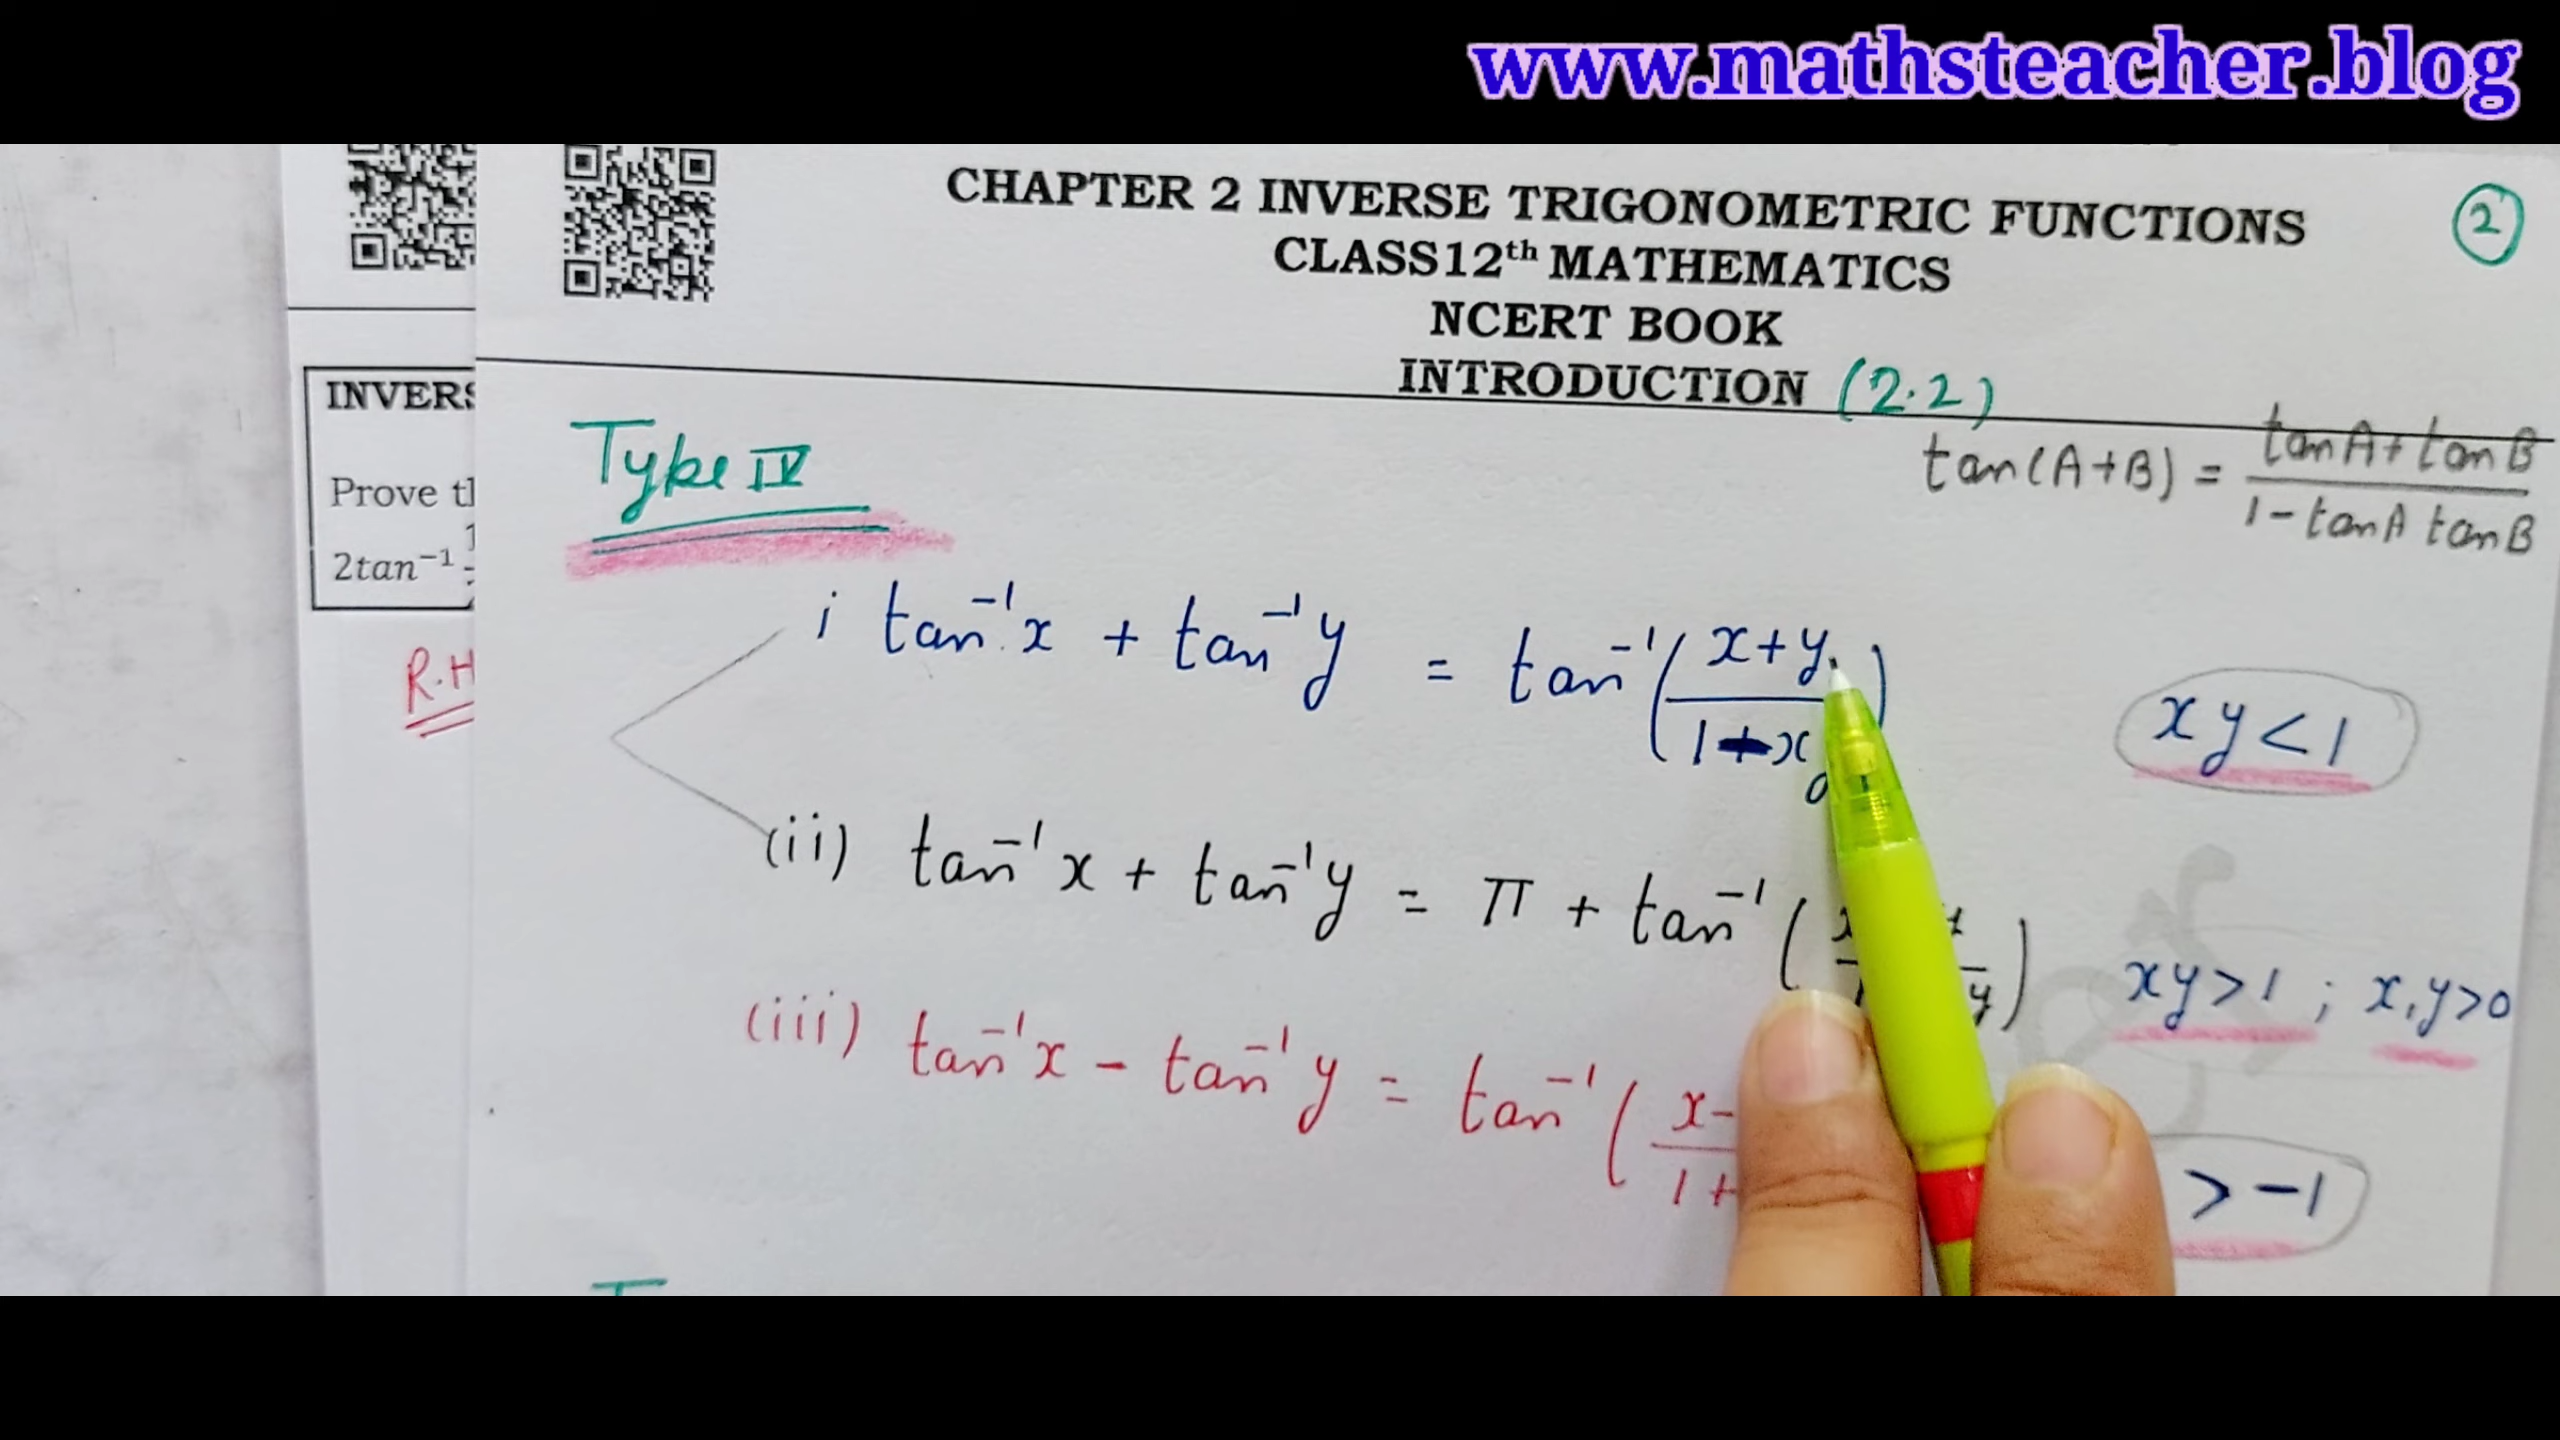 www.mathsteacher.blog
CHAPTER 2 INVERSE TRIGONOMETRIC FUNCTIONS
2
CLASS12th MATHEMATICS
NCERT BOOK
INTRODUCTION (2.2)
INVERS
Prove tl
2tan⁻¹ 1
R.H
tan(A+B) = tanA + tanB / 1 - tanA tanB
Type IV
i tan⁻¹x + tan⁻¹y = tan⁻¹(x+y / 1-xy) xy < 1
(ii) tan⁻¹x + tan⁻¹y = π + tan⁻¹( y) xy > 1 ; x,y>0
(iii) tan⁻¹x - tan⁻¹y = tan⁻¹(x- / 1+ > -1